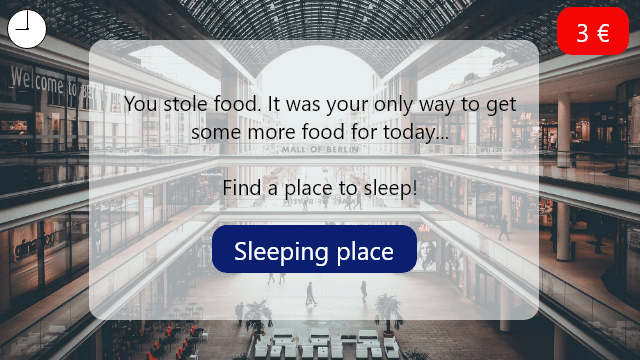 3 €
Welcome to
You stole food. It was your only way to get
some more food for today...
MALL OF BERLIN
Find a place to sleep!
Sleeping place